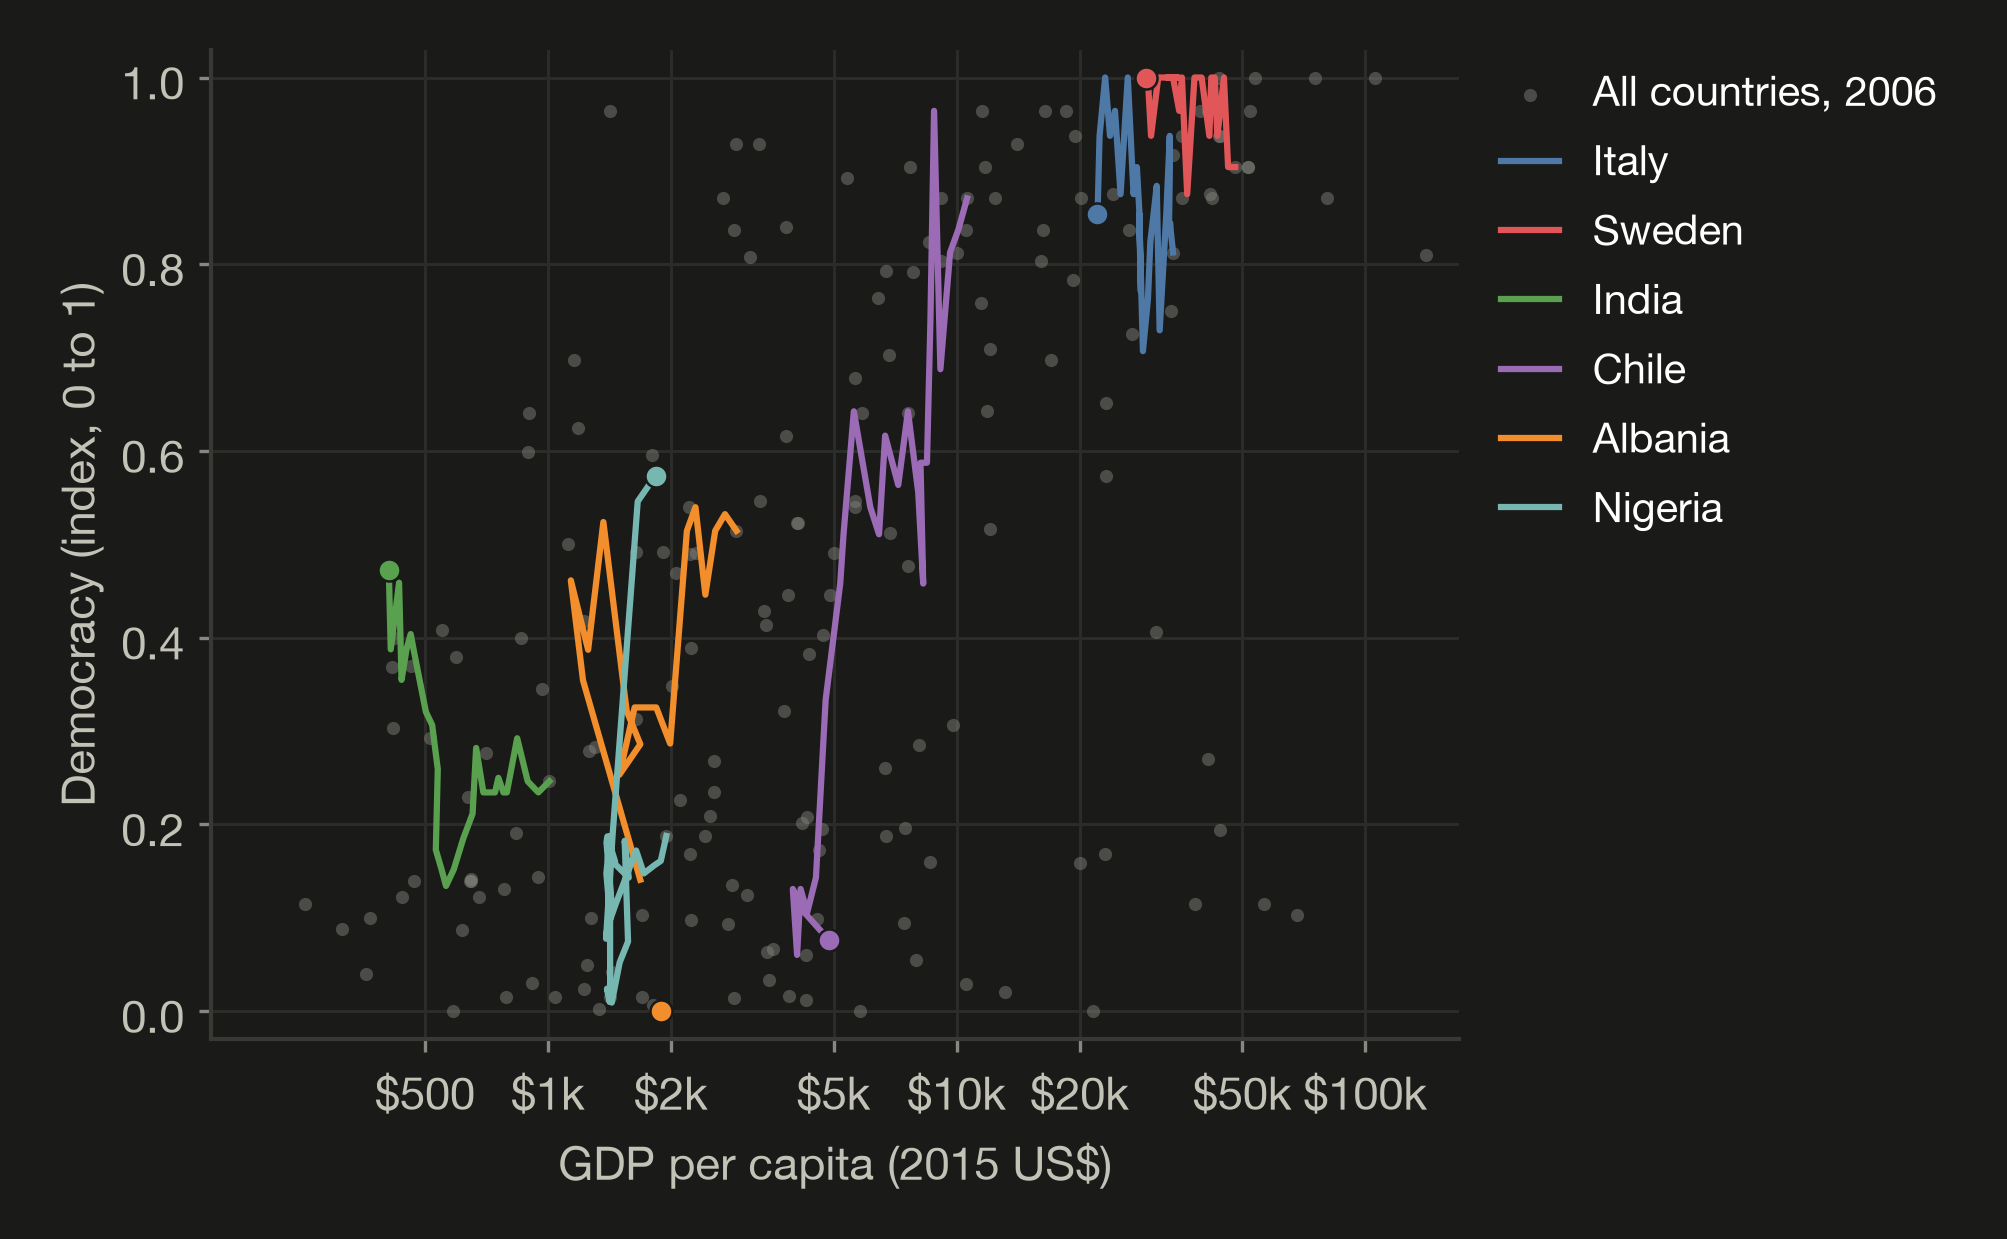 1.0
0.8
0.6
0.4
0.2
0.0
Democracy (index, 0 to 1)
$500 $1k $2k $5k $10k $20k $50k $100k
GDP per capita (2015 US$)
All countries, 2006
Italy
Sweden
India
Chile
Albania
Nigeria